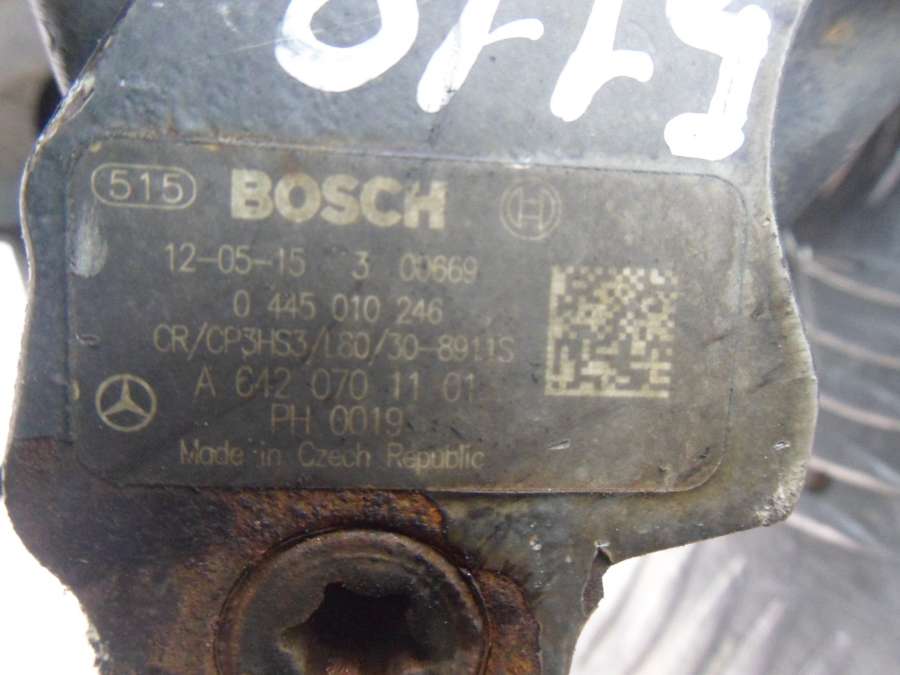 510
515 BOSCH
12-05-15 3 00669
0 445 010 246
CR/CP3HS3/L80/30-8911S
A 642 070 11 01
PH 0019
Made in Czech Republic